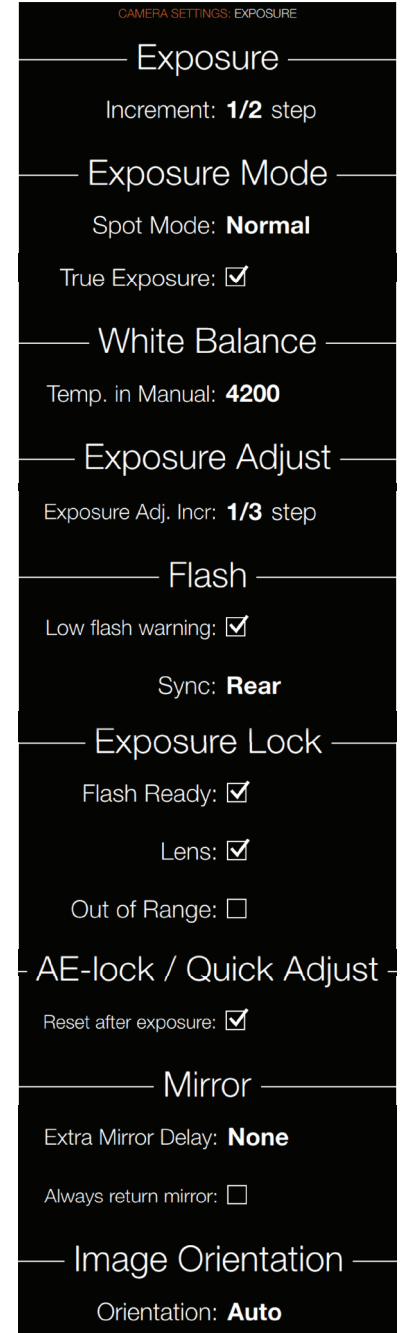 CAMERA SETTINGS: EXPOSURE
Exposure
Increment: 1/2 step
Exposure Mode
Spot Mode: Normal
True Exposure:
White Balance
Temp. in Manual: 4200
Exposure Adjust
Exposure Adj. Incr: 1/3 step
Flash
Low flash warning:
Sync: Rear
Exposure Lock
Flash Ready:
Lens:
Out of Range:
AE-lock / Quick Adjust
Reset after exposure:
Mirror
Extra Mirror Delay: None
Always return mirror:
Image Orientation
Orientation: Auto